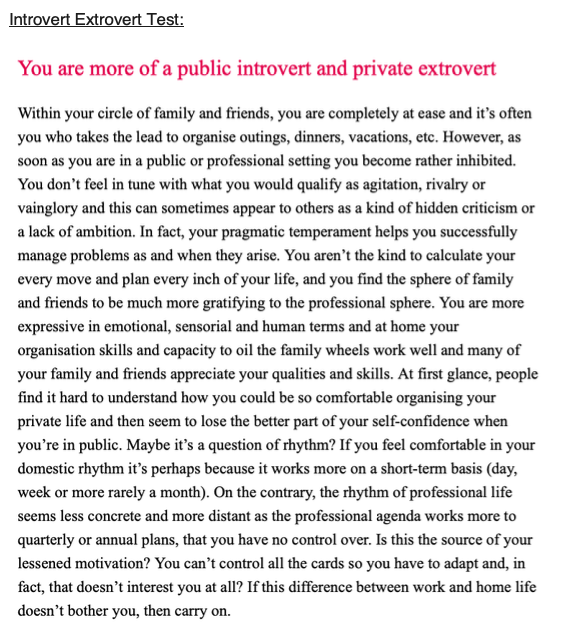 Introvert Extrovert Test:
You are more of a public introvert and private extrovert
Within your circle of family and friends, you are completely at ease and it’s often
you who takes the lead to organise outings, dinners, vacations, etc. However, as
soon as you are in a public or professional setting you become rather inhibited.
You don’t feel in tune with what you would qualify as agitation, rivalry or
vainglory and this can sometimes appear to others as a kind of hidden criticism or
a lack of ambition. In fact, your pragmatic temperament helps you successfully
manage problems as and when they arise. You aren’t the kind to calculate your
every move and plan every inch of your life, and you find the sphere of family
and friends to be much more gratifying to the professional sphere. You are more
expressive in emotional, sensorial and human terms and at home your
organisation skills and capacity to oil the family wheels work well and many of
your family and friends appreciate your qualities and skills. At first glance, people
find it hard to understand how you could be so comfortable organising your
private life and then seem to lose the better part of your self-confidence when
you’re in public. Maybe it’s a question of rhythm? If you feel comfortable in your
domestic rhythm it’s perhaps because it works more on a short-term basis (day,
week or more rarely a month). On the contrary, the rhythm of professional life
seems less concrete and more distant as the professional agenda works more to
quarterly or annual plans, that you have no control over. Is this the source of your
lessened motivation? You can’t control all the cards so you have to adapt and, in
fact, that doesn’t interest you at all? If this difference between work and home life
doesn’t bother you, then carry on.